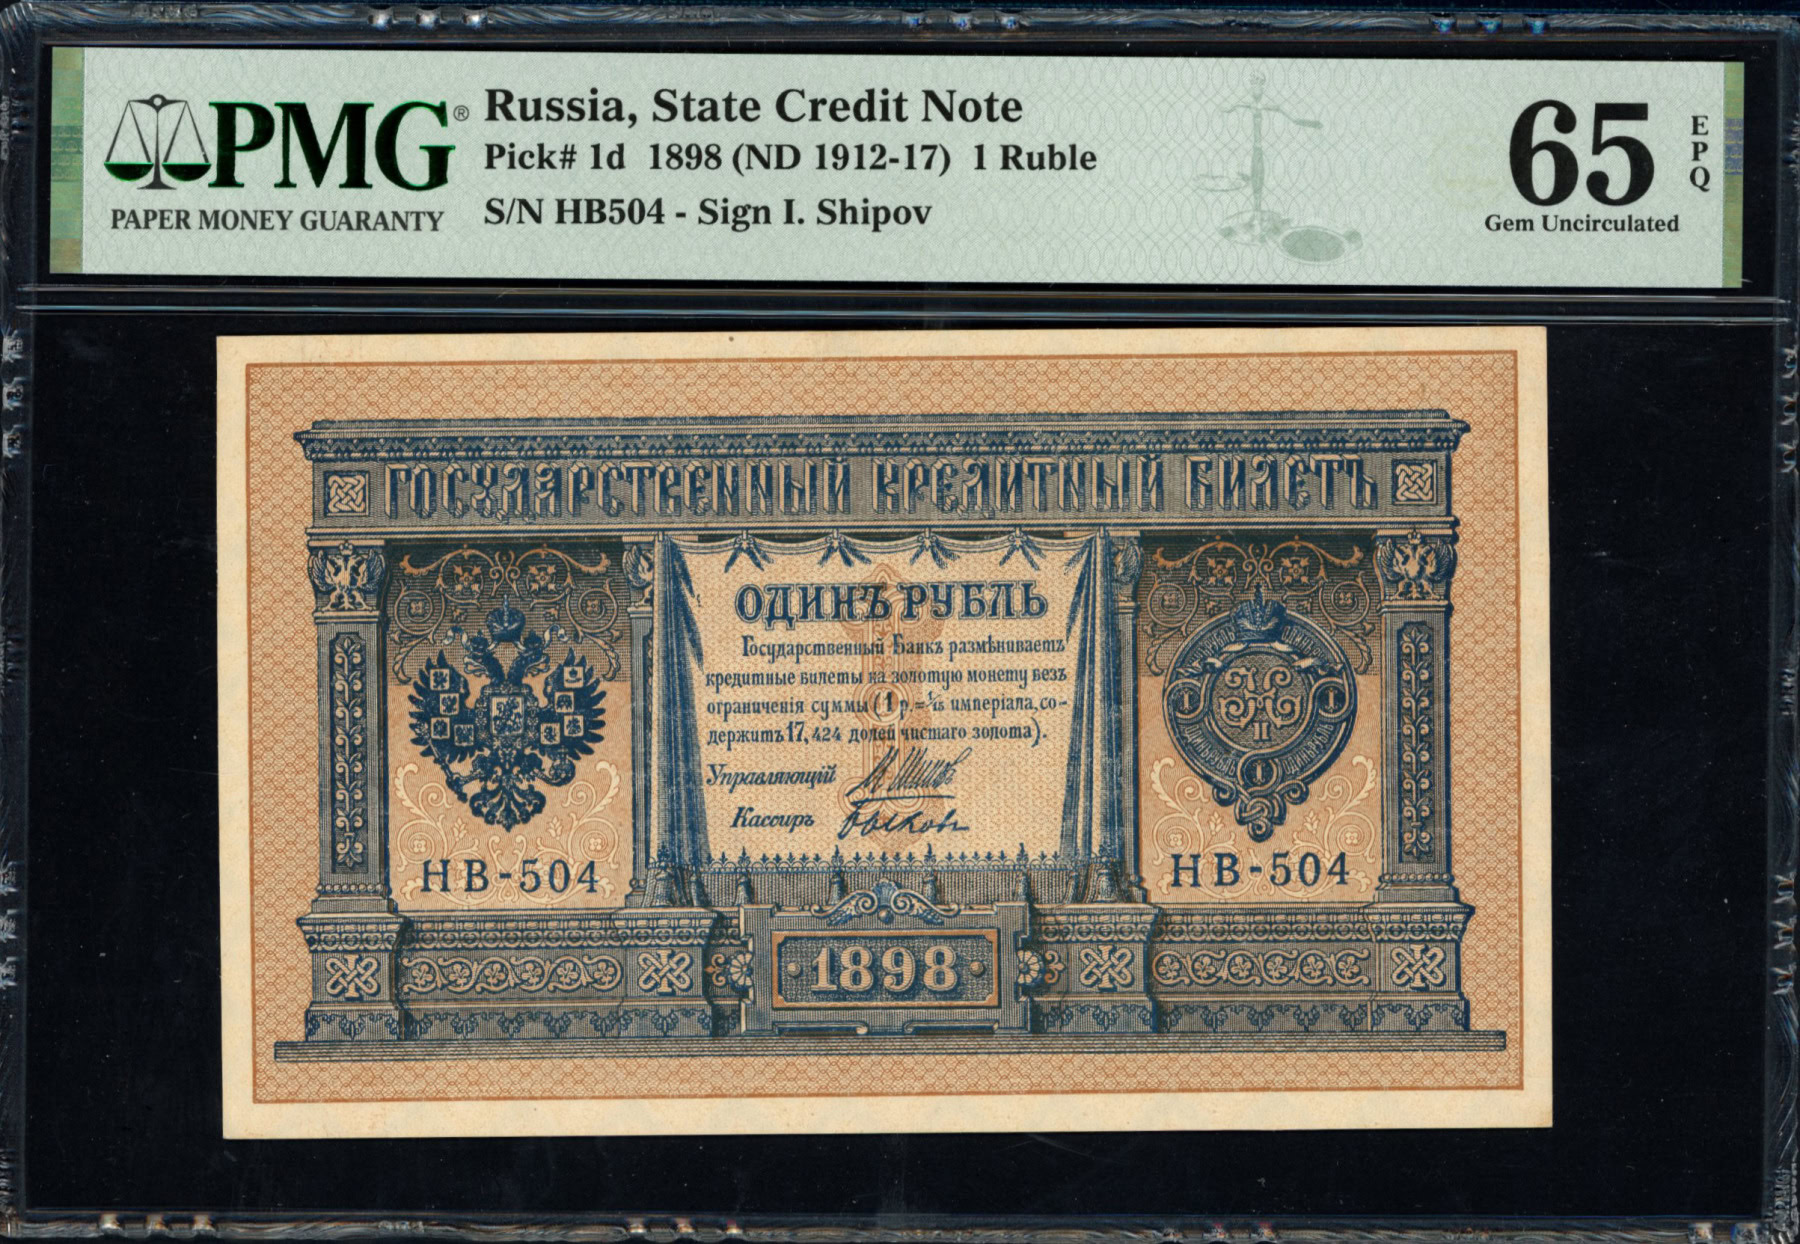 PMG®
PAPER MONEY GUARANTY
Russia, State Credit Note
Pick# 1d 1898 (ND 1912-17) 1 Ruble
S/N HB504 - Sign I. Shipov
65
EPQ
Gem Uncirculated
ГОСУДАРСТВЕННЫЙ КРЕДИТНЫЙ БИЛЕТЪ
ОДИНЪ РУБЛЬ
Государственный Банкъ размѣниваетъ
кредитные билеты на золотую монету безъ
ограниченія суммы (1 р.=1/15 имперіала, со-
держитъ 17,424 долей чистаго золота).
Управляющій
Кассиръ
НВ-504
НВ-504
1898